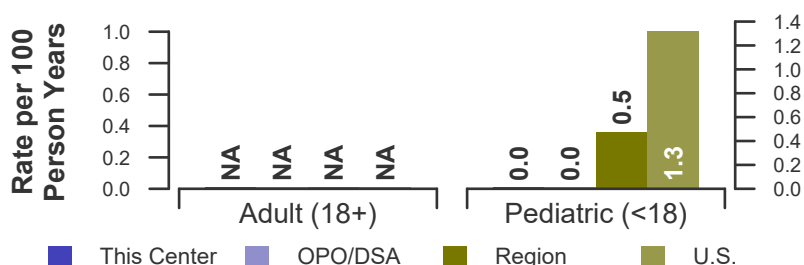 Rate per 100
Person Years
1.0
0.8
0.6
0.4
0.2
0.0
NA NA NA NA
0.0 0.0 0.5 1.3
1.4
1.2
1.0
0.8
0.6
0.4
0.2
0.0
Adult (18+) Pediatric (<18)
This Center OPO/DSA Region U.S.